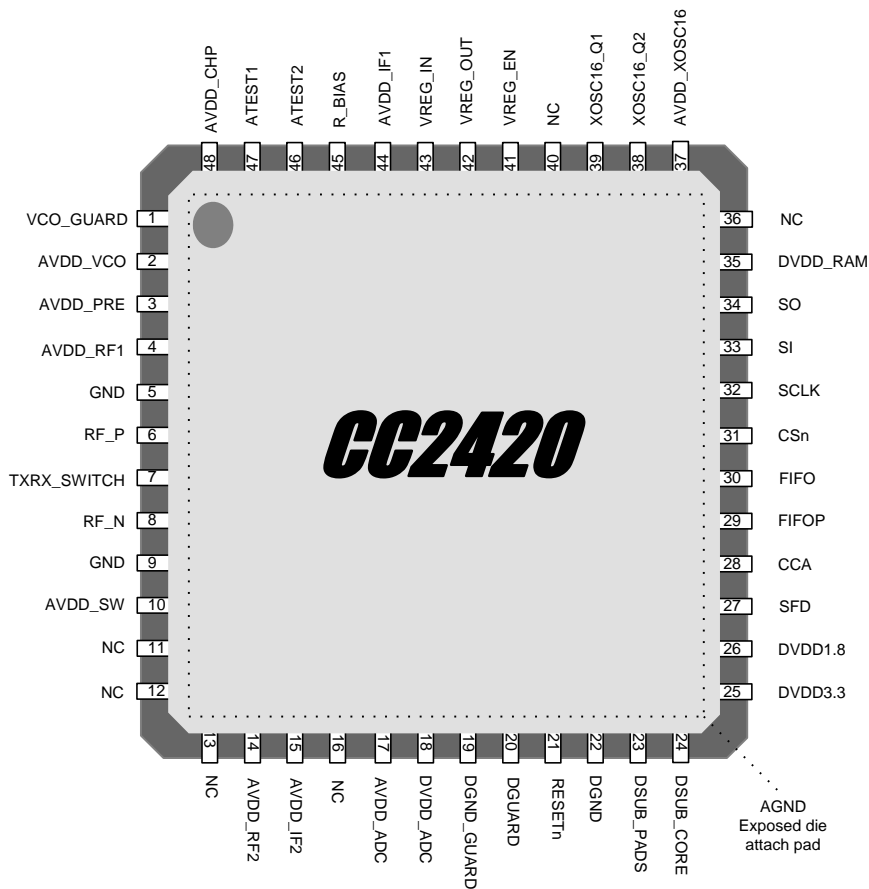 AVDD_CHP
ATEST1
ATEST2
R_BIAS
AVDD_IF1
VREG_IN
VREG_OUT
VREG_EN
NC
XOSC16_Q1
XOSC16_Q2
AVDD_XOSC16
48
47
46
45
44
43
42
41
40
39
38
37
VCO_GUARD 1
AVDD_VCO 2
AVDD_PRE 3
AVDD_RF1 4
GND 5
RF_P 6
TXRX_SWITCH 7
RF_N 8
GND 9
AVDD_SW 10
NC 11
NC 12
CC2420
36 NC
35 DVDD_RAM
34 SO
33 SI
32 SCLK
31 CSn
30 FIFO
29 FIFOP
28 CCA
27 SFD
26 DVDD1.8
25 DVDD3.3
13
14
15
16
17
18
19
20
21
22
23
24
NC
AVDD_RF2
AVDD_IF2
NC
AVDD_ADC
DVDD_ADC
DGND_GUARD
DGUARD
RESETn
DGND
DSUB_PADS
DSUB_CORE
AGND
Exposed die
attach pad